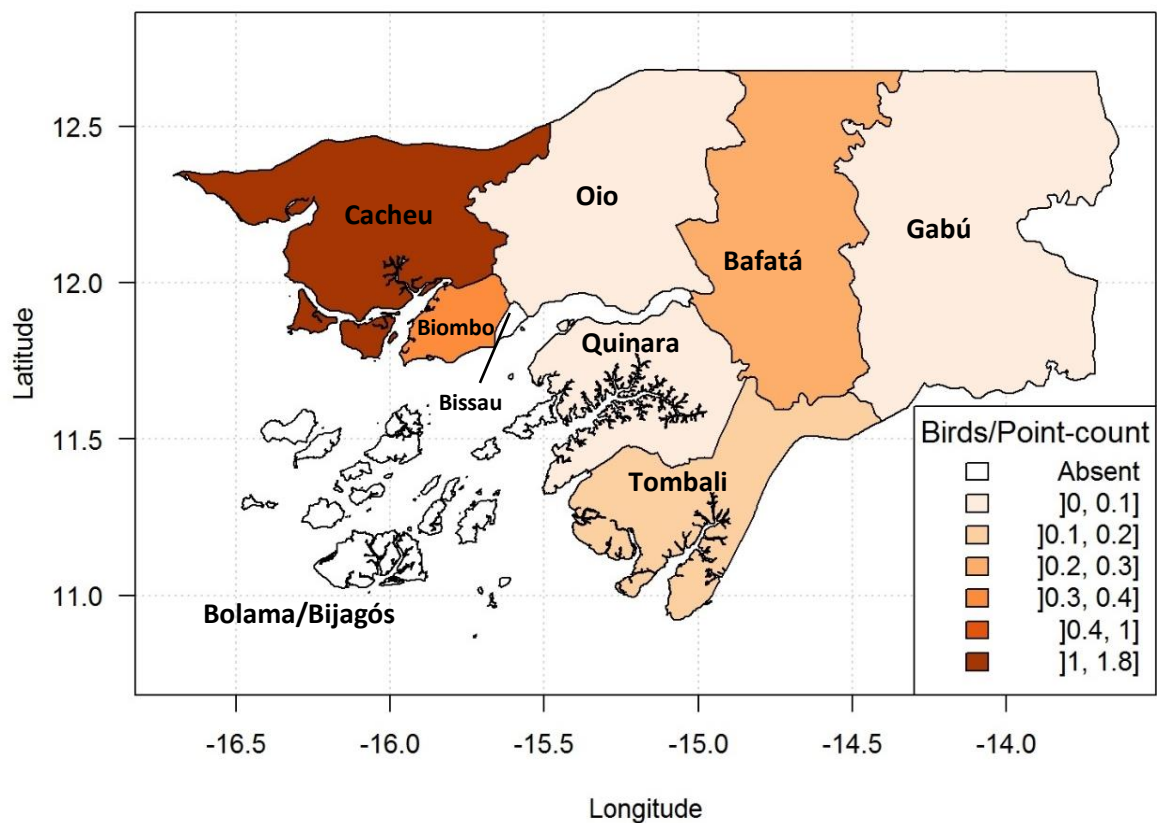 12.5
12.0
11.5
11.0
Latitude
Oio
Cacheu
Gabú
Bafatá
Biombo
Quinara
Bissau
Tombali
Bolama/Bijagós
Birds/Point-count
Absent
]0, 0.1]
]0.1, 0.2]
]0.2, 0.3]
]0.3, 0.4]
]0.4, 1]
]1, 1.8]
-16.5 -16.0 -15.5 -15.0 -14.5 -14.0
Longitude